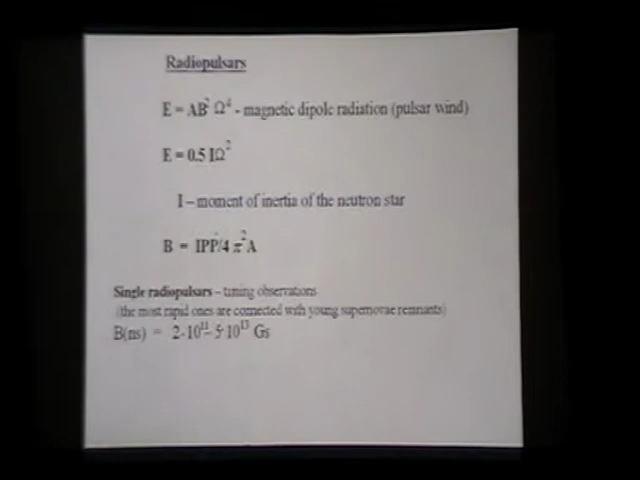 Radiopulsars
E = AB² Ω⁴ - magnetic dipole radiation (pulsar wind)
E = 0.5 IΩ²
I – moment of inertia of the neutron star
B = IPṖ/4 π² A
Single radiopulsars – timing observations
(the most rapid ones are connected with young supernovae remnants)
B(ns) = 2·10¹¹– 5·10¹³ Gs